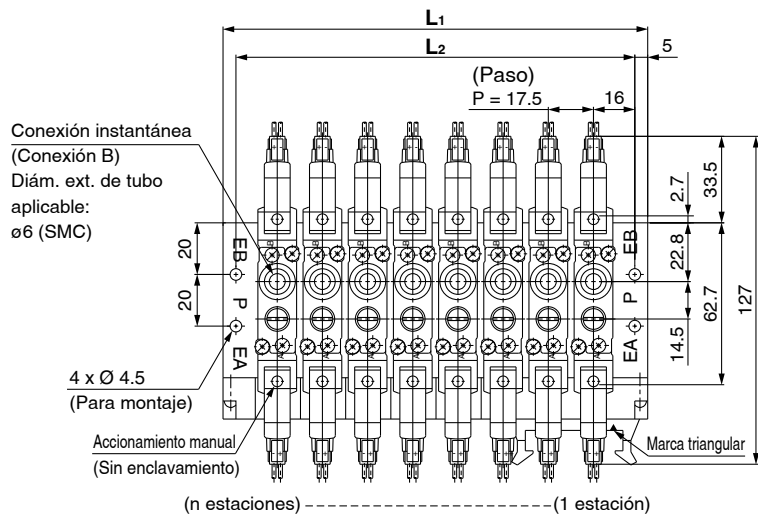 L1
L2
5
(Paso)
P = 17.5
16
Conexión instantánea
(Conexión B)
Diám. ext. de tubo
aplicable:
ø6 (SMC)
2.7
33.5
20
20
EB
P
EA
EB
P
EA
22.8
14.5
62.7
127
4 x Ø 4.5
(Para montaje)
Accionamiento manual
(Sin enclavamiento)
Marca triangular
(n estaciones)
(1 estación)